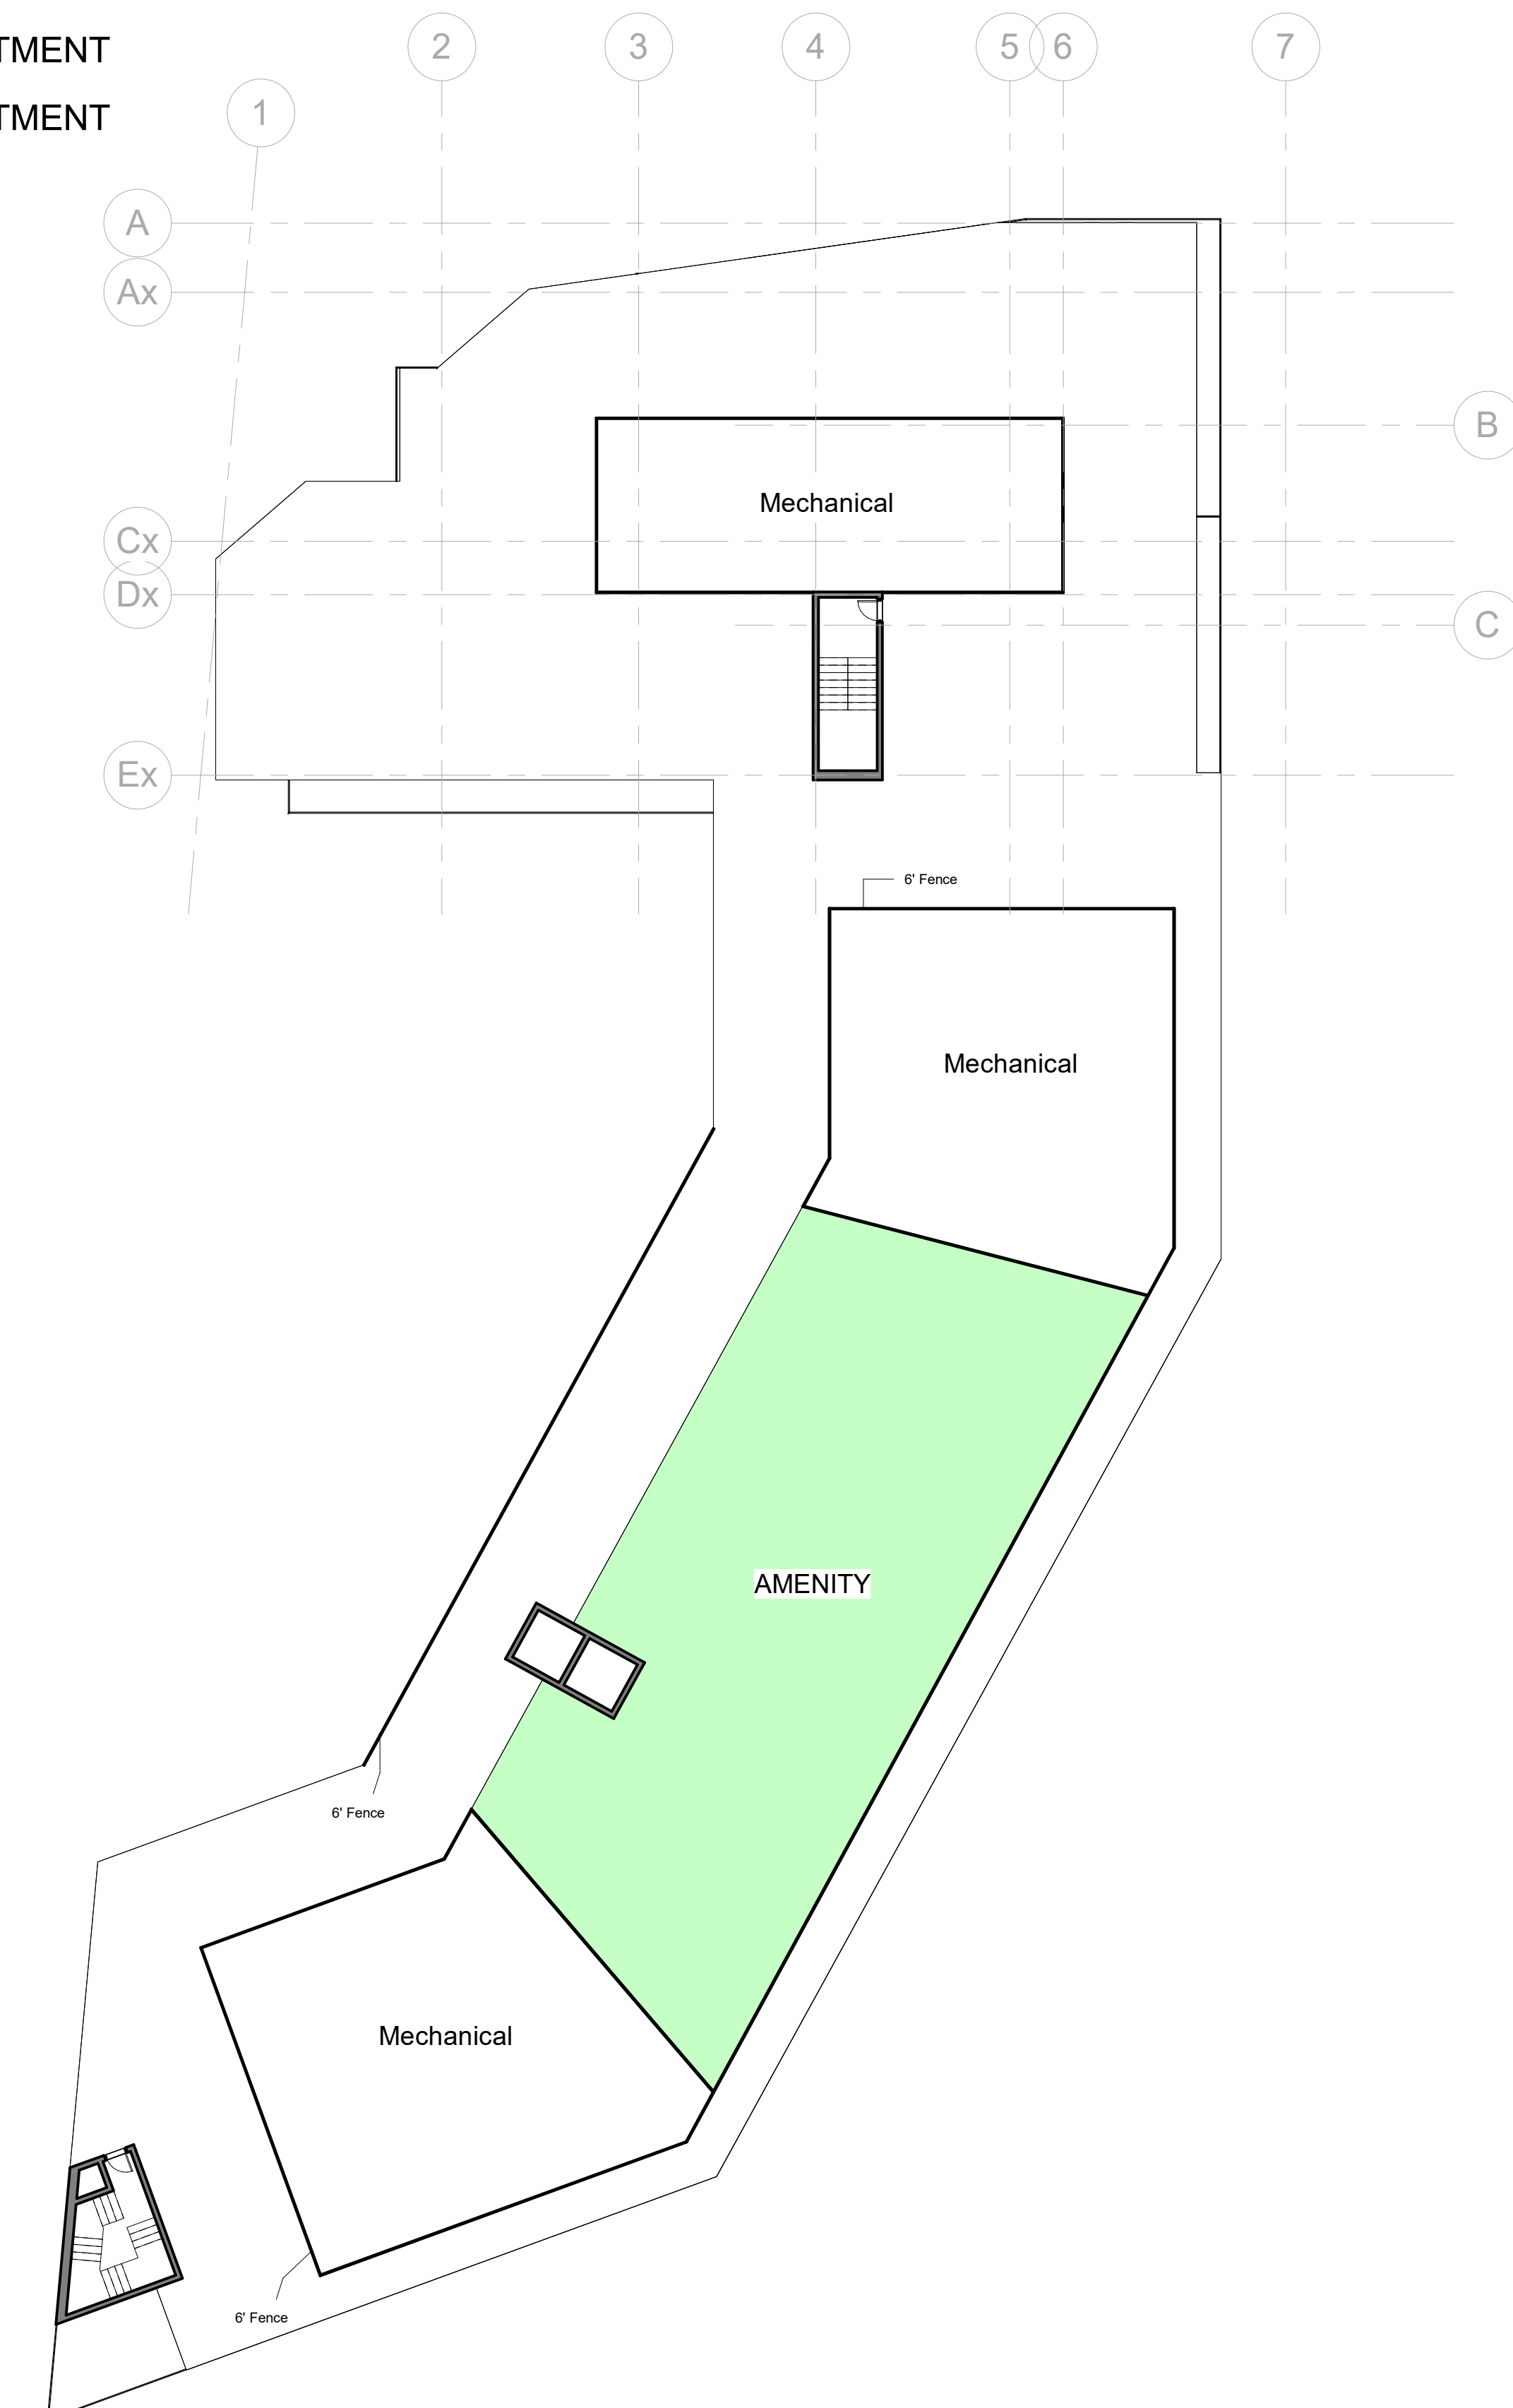 TMENT
TMENT
1
2
3
4
5
6
7
A
Ax
B
Mechanical
Cx
Dx
C
Ex
6' Fence
Mechanical
AMENITY
6' Fence
Mechanical
6' Fence